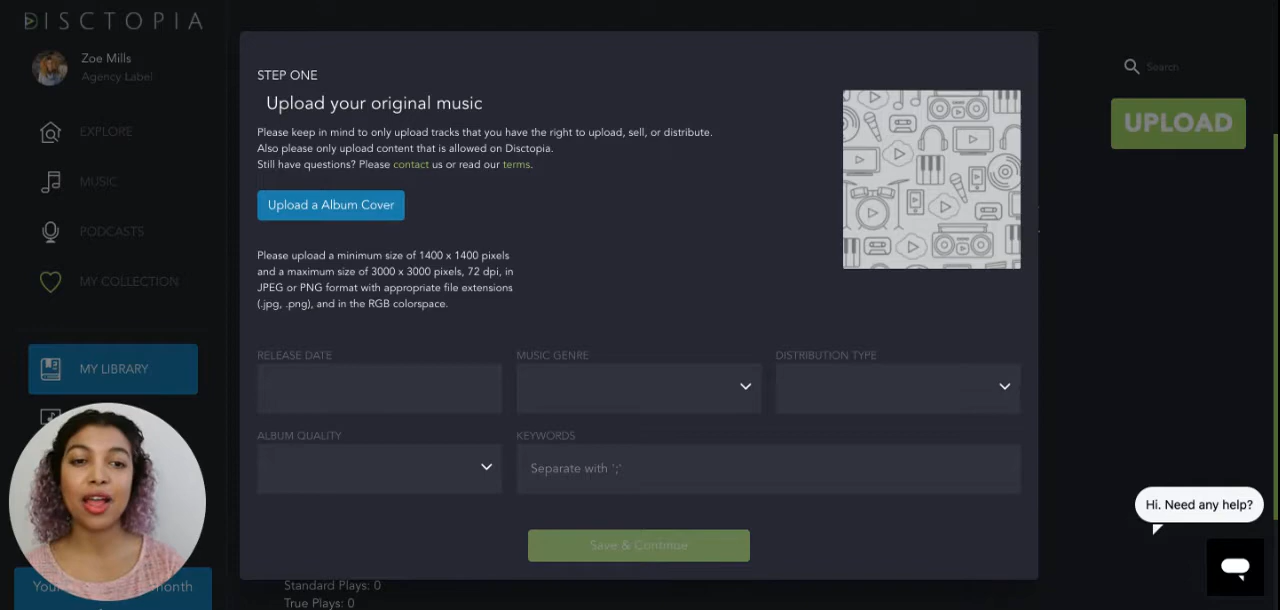 DISCTOPIA
Zoe Mills
Agency Label
EXPLORE
MUSIC
PODCASTS
MY COLLECTION
MY LIBRARY
STEP ONE
Upload your original music
Please keep in mind to only upload tracks that you have the right to upload, sell, or distribute.
Also please only upload content that is allowed on Disctopia.
Still have questions? Please contact us or read our terms.
Upload a Album Cover
Please upload a minimum size of 1400 x 1400 pixels
and a maximum size of 3000 x 3000 pixels, 72 dpi, in
JPEG or PNG format with appropriate file extensions
(.jpg, .png), and in the RGB colorspace.
RELEASE DATE
MUSIC GENRE
DISTRIBUTION TYPE
ALBUM QUALITY
KEYWORDS
Separate with ';'
Save & Continue
Standard Plays: 0
True Plays: 0
Search
UPLOAD
Hi. Need any help?
month